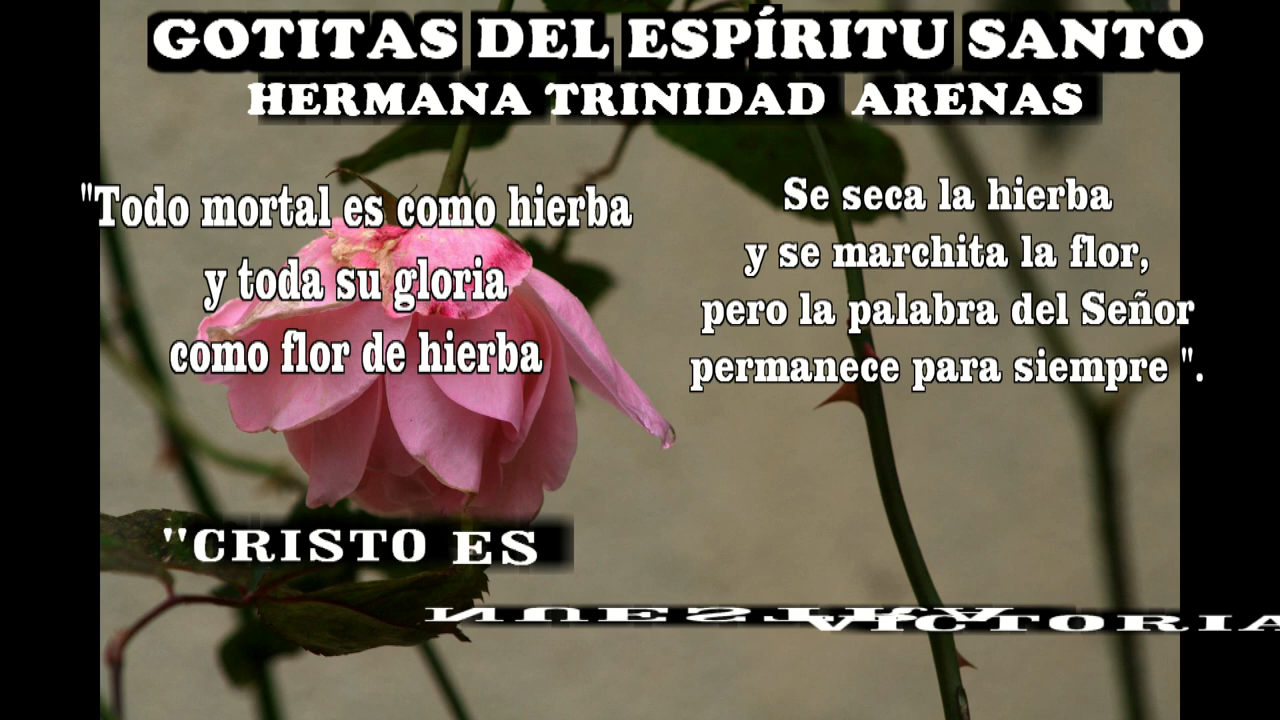 GOTITAS DEL ESPÍRITU SANTO
HERMANA TRINIDAD ARENAS
"Todo mortal es como hierba
y toda su gloria
como flor de hierba
Se seca la hierba
y se marchita la flor,
pero la palabra del Señor
permanece para siempre ".
"CRISTO ES
NUESTRA
VICTORIA